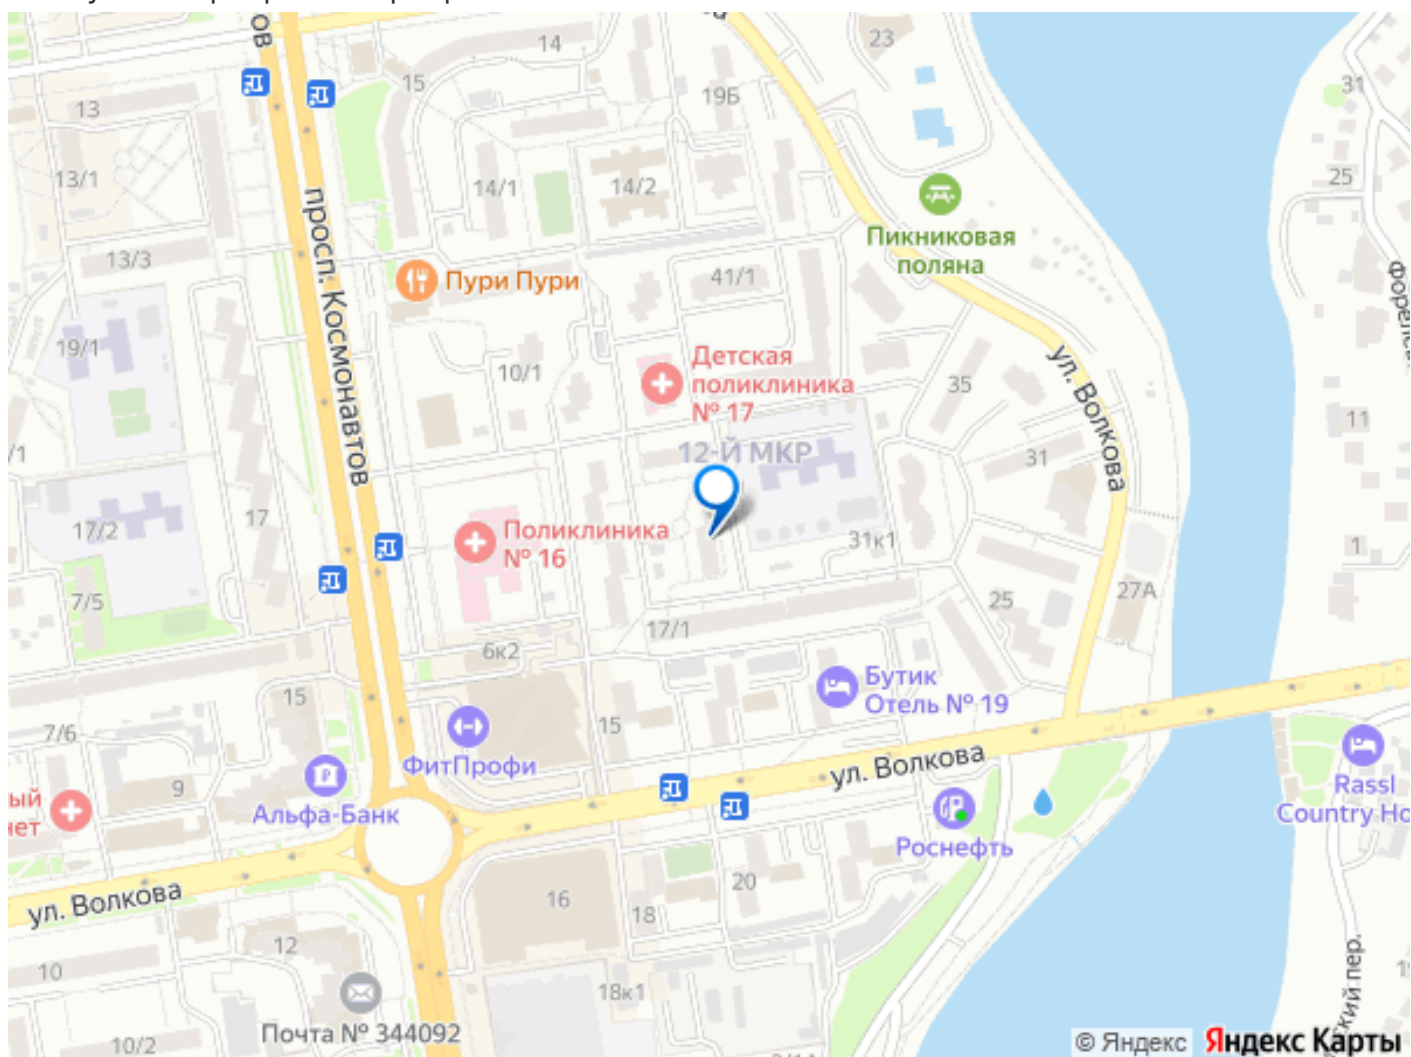 14
23
15
31
13
19Б
13/1
14/1
14/2
25
просп. Космонавтов
Пикниковая
поляна
13/3
Пури Пури
41/1
19/1
10/1
Детская
поликлиника
№ 17
35
ул. Волкова
11
12-Й МКР
31
17/2
17
Поликлиника
№ 16
31к1
1
7/5
25
27А
17/1
6к2
15
Бутик
Отель № 19
7/6
15
ФитПрофи
ул. Волкова
Rassl
Country Ho
9
Альфа-Банк
Роснефть
ул. Волкова
20
16
18
12
10
18к1
Почта № 344092
10/2
© Яндекс Яндекс Карты